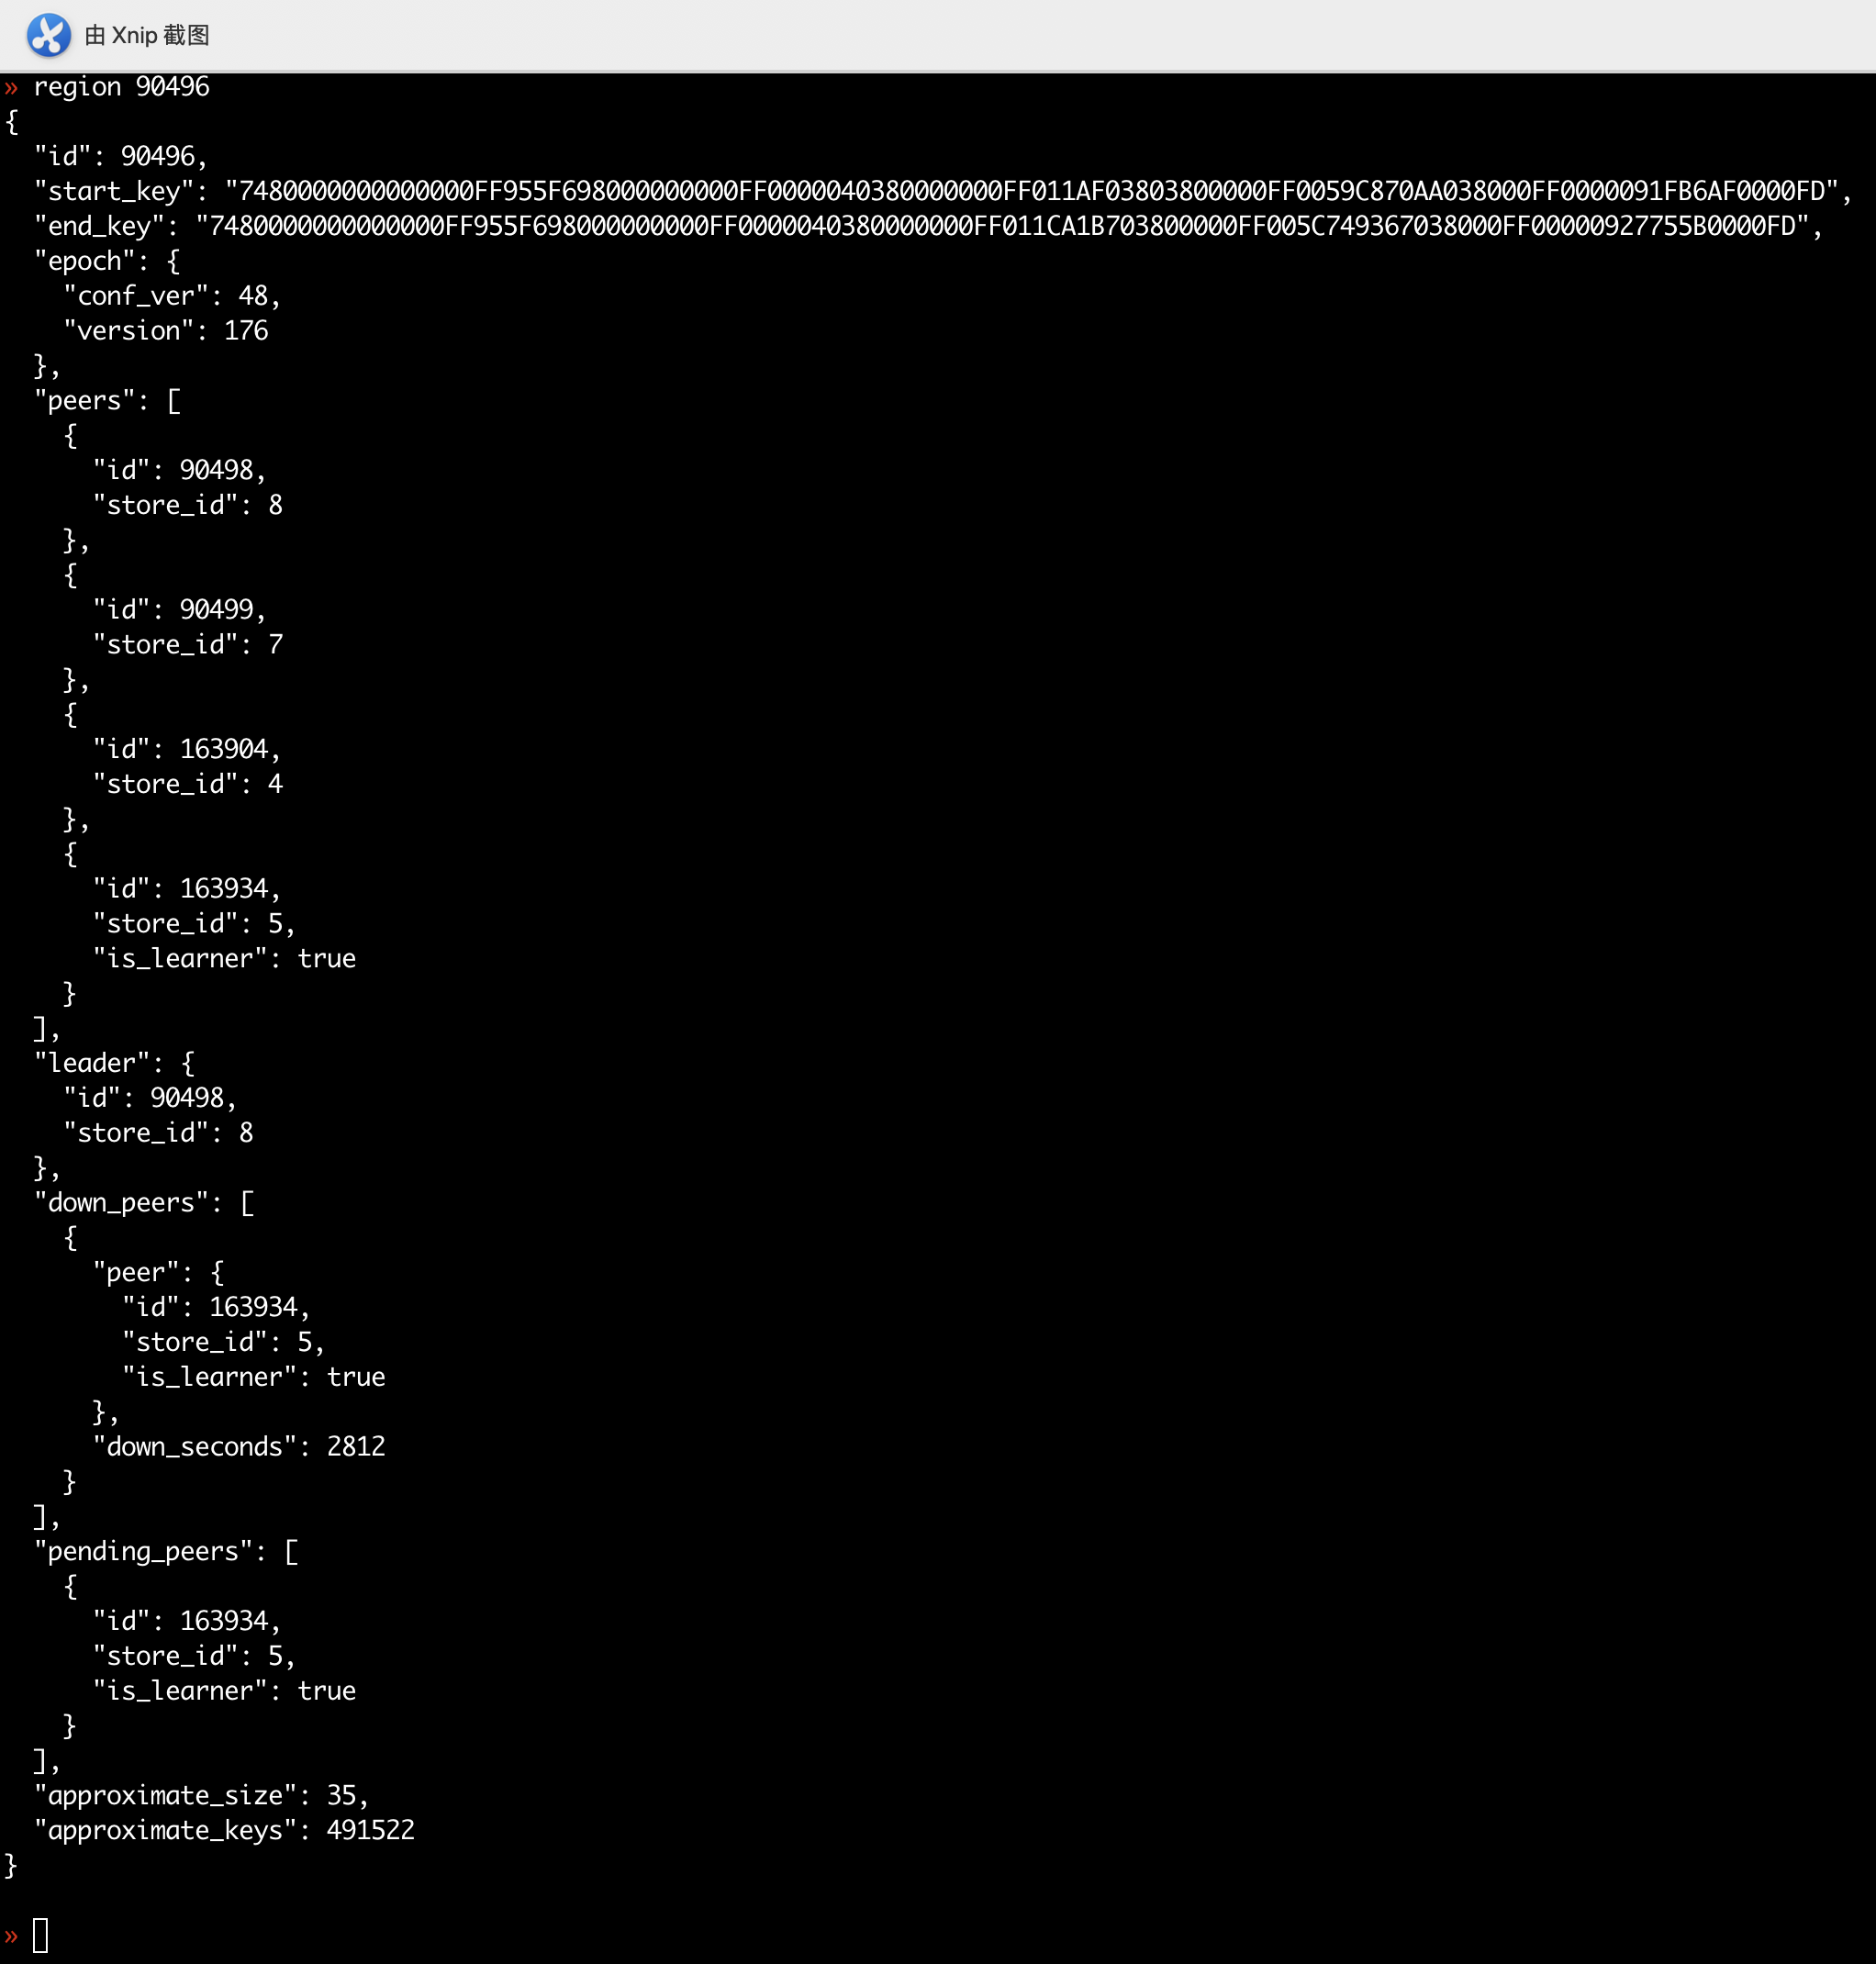 由 Xnip 截图
» region 90496
{
  "id": 90496,
  "start_key": "7480000000000000FF955F698000000000FF0000040380000000FF011AF03803800000FF0059C870AA038000FF0000091FB6AF0000FD",
  "end_key": "7480000000000000FF955F698000000000FF0000040380000000FF011CA1B703800000FF005C749367038000FF00000927755B0000FD",
  "epoch": {
    "conf_ver": 48,
    "version": 176
  },
  "peers": [
    {
      "id": 90498,
      "store_id": 8
    },
    {
      "id": 90499,
      "store_id": 7
    },
    {
      "id": 163904,
      "store_id": 4
    },
    {
      "id": 163934,
      "store_id": 5,
      "is_learner": true
    }
  ],
  "leader": {
    "id": 90498,
    "store_id": 8
  },
  "down_peers": [
    {
      "peer": {
        "id": 163934,
        "store_id": 5,
        "is_learner": true
      },
      "down_seconds": 2812
    }
  ],
  "pending_peers": [
    {
      "id": 163934,
      "store_id": 5,
      "is_learner": true
    }
  ],
  "approximate_size": 35,
  "approximate_keys": 491522
}
»